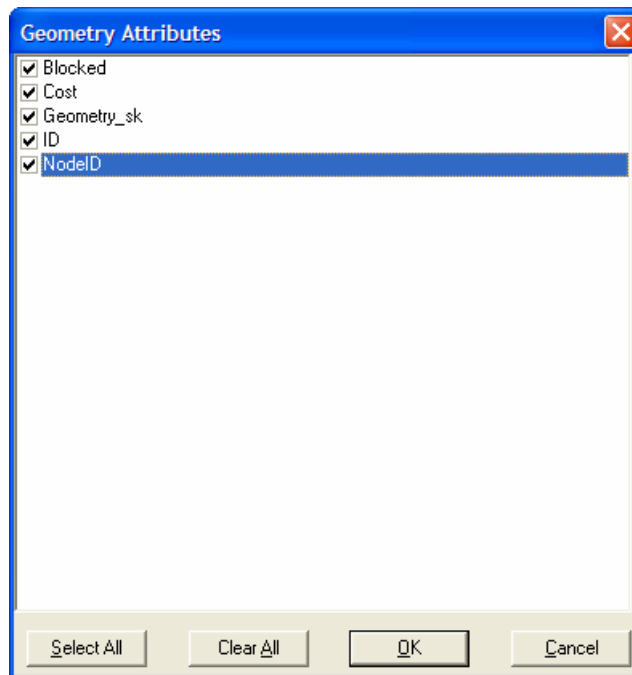 Geometry Attributes
Blocked
Cost
Geometry_sk
ID
NodeID
Select All Clear All OK Cancel